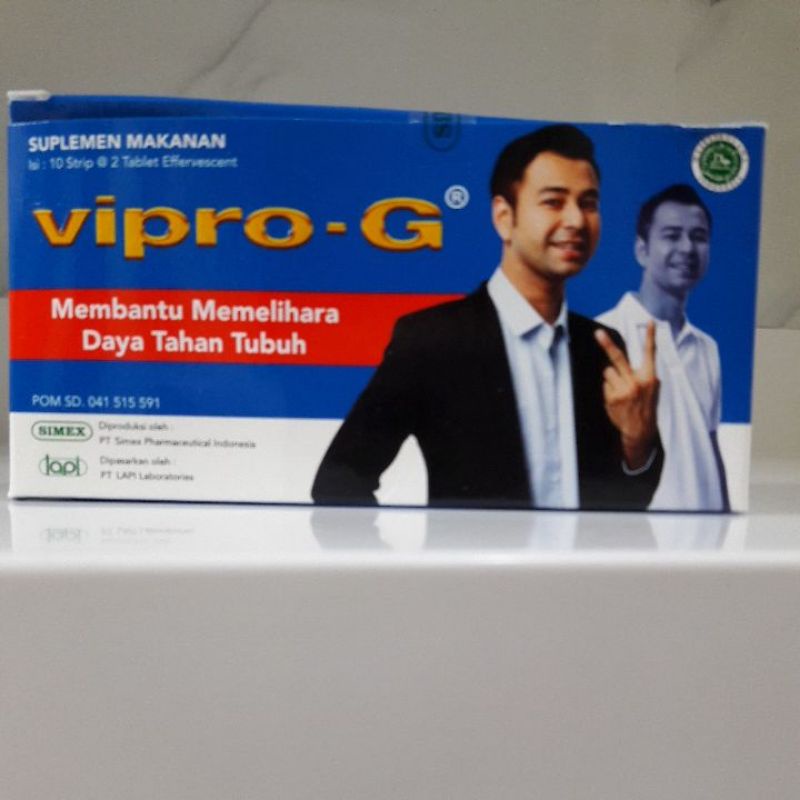 SUPLEMEN MAKANAN
Isi : 10 Strip @ 2 Tablet Effervescent
vipro-G®
Membantu Memelihara
Daya Tahan Tubuh
POM SD. 041 515 591
SIMEX
Diproduksi oleh :
PT Simex Pharmaceutical Indonesia
lapi
Dipasarkan oleh :
PT LAPI Laboratories